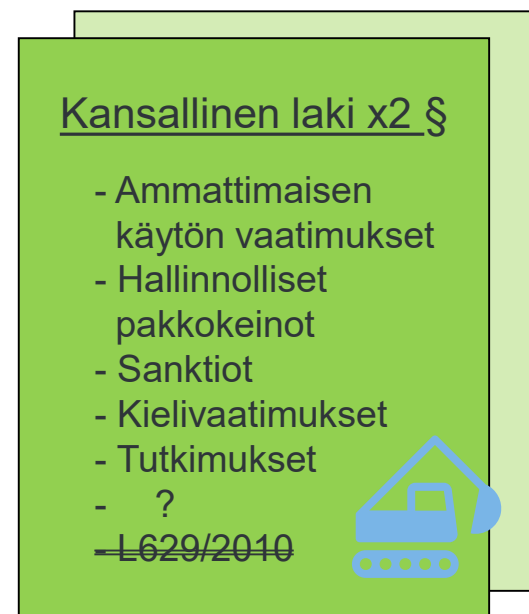 Kansallinen laki x2 §
- Ammattimaisen
käytön vaatimukset
- Hallinnolliset
pakkokeinot
- Sanktiot
- Kielivaatimukset
- Tutkimukset
- ?
- L629/2010